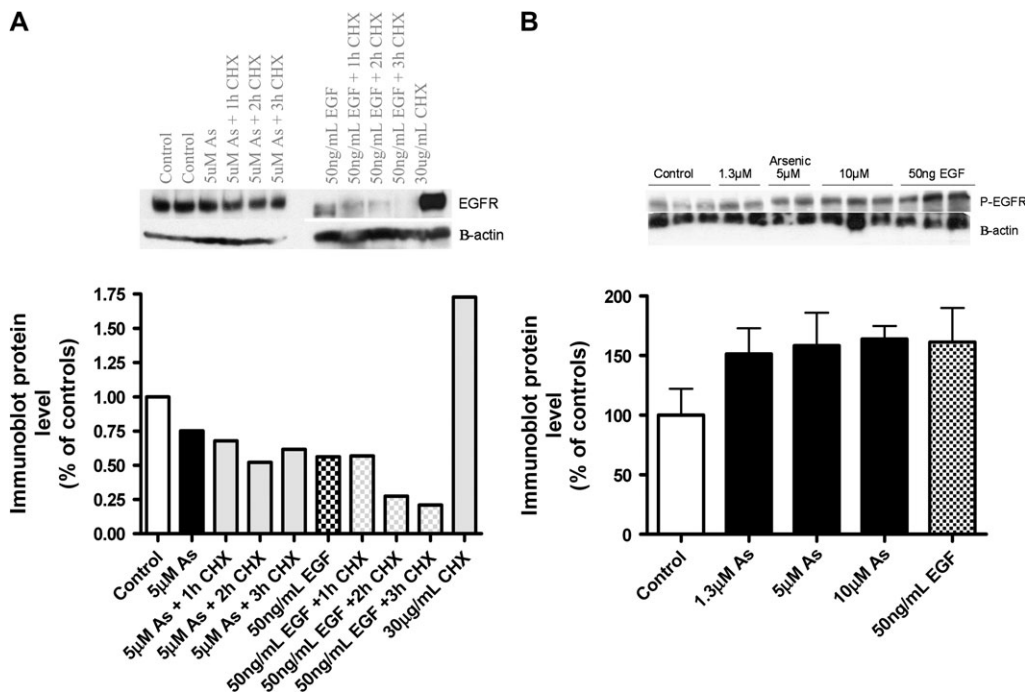 A
Control
Control
5uM As
5uM As + 1h CHX
5uM As + 2h CHX
5uM As + 3h CHX
50ng/mL EGF
50ng/mL EGF + 1h CHX
50ng/mL EGF + 2h CHX
50ng/mL EGF + 3h CHX
30ug/mL CHX
EGFR
B-actin
Immunoblot protein
level
(% of controls)
1.75
1.50
1.25
1.00
0.75
0.50
0.25
0.00
Control
5µM As
5µM As + 1h CHX
5µM As + 2h CHX
5µM As + 3h CHX
50ng/mL EGF
50ng/mL EGF +1h CHX
50ng/mL EGF +2h CHX
50ng/mL EGF +3h CHX
30µg/mL CHX
B
Arsenic
Control 1.3µM 5µM 10µM 50ng EGF
P-EGFR
B-actin
Immunoblot protein
level
(% of controls)
200
150
100
50
0
Control
1.3µM As
5µM As
10µM As
50ng/mL EGF